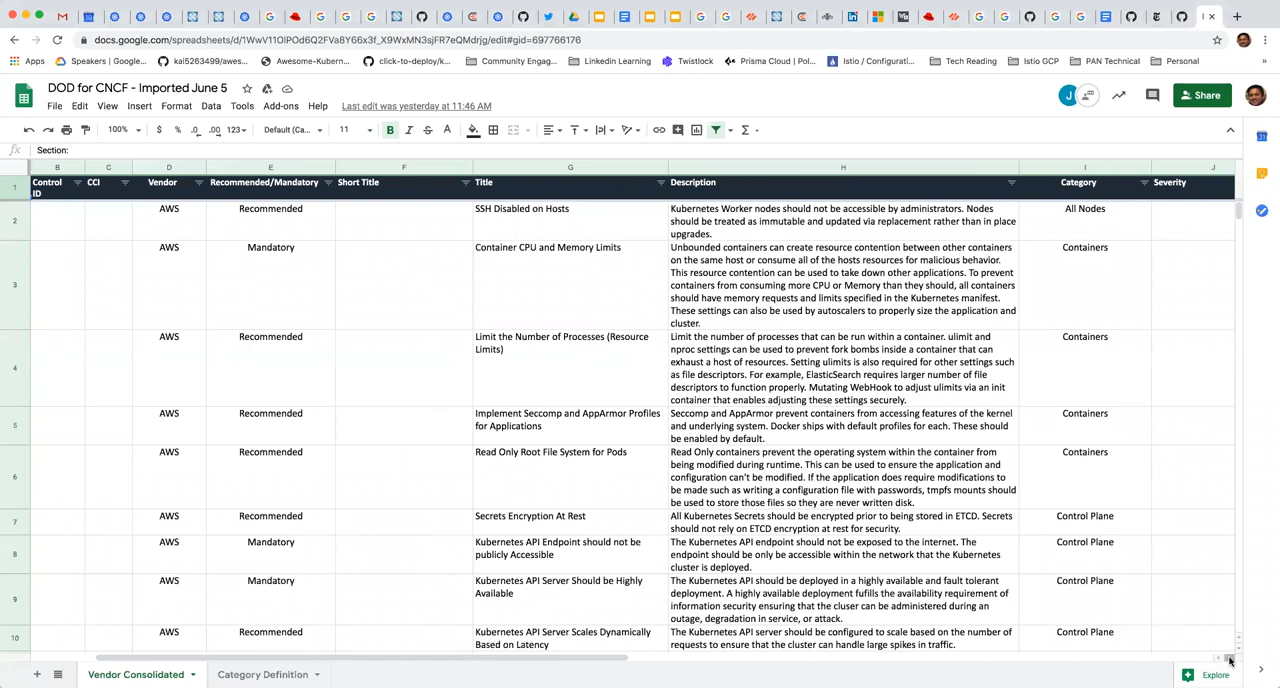 docs.google.com/spreadsheets/d/1WwV11OlPOd6Q2FVa8Y66x3f_X9WxMN3sjFR7eQMdrjg/edit#gid=697766176
Apps
Speakers | Google...
kai5263499/awes...
Awesome-Kubern...
click-to-deploy/k...
Community Engag...
Linkedin Learning
Twistlock
Prisma Cloud | Pol...
Istio / Configurati...
Tech Reading
Istio GCP
PAN Technical
Personal
»
DOD for CNCF - Imported June 5
File Edit View Insert Format Data Tools Add-ons Help Last edit was yesterday at 11:46 AM
J
Share
100% $ % .0 .00 123 Default (Ca... 11 B I S A
fx Section:
B C D E F G H I J
1 Control ID CCI Vendor Recommended/Mandatory Short Title Title Description Category Severity
2 AWS Recommended SSH Disabled on Hosts Kubernetes Worker nodes should not be accessible by administrators. Nodes All Nodes
should be treated as immutable and updated via replacement rather than in place
upgrades.
3 AWS Mandatory Container CPU and Memory Limits Unbounded containers can create resource contention between other containers Containers
on the same host or consume all of the hosts resources for malicious behavior.
This resource contention can be used to take down other applications. To prevent
containers from consuming more CPU or Memory than they should, all containers
should have memory requests and limits specified in the Kubernetes manifest.
These settings can also be used by autoscalers to properly size the application and
cluster.
4 AWS Recommended Limit the Number of Processes (Resource Limit the number of processes that can be run within a container. ulimit and Containers
Limits) nproc settings can be used to prevent fork bombs inside a container that can
exhaust a host of resources. Setting ulimits is also required for other settings such
as file descriptors. For example, ElasticSearch requires larger number of file
descriptors to function properly. Mutating WebHook to adjust ulimits via an init
container that enables adjusting these settings securely.
5 AWS Recommended Implement Seccomp and AppArmor Profiles Seccomp and AppArmor prevent containers from accessing features of the kernel Containers
for Applications and underlying system. Docker ships with default profiles for each. These should
be enabled by default.
6 AWS Recommended Read Only Root File System for Pods Read Only containers prevent the operating system within the container from Containers
being modified during runtime. This can be used to ensure the application and
configuration can't be modified. If the application does require modifications to
be made such as writing a configuration file with passwords, tmpfs mounts should
be used to store those files so they are never written disk.
7 AWS Recommended Secrets Encryption At Rest All Kubernetes Secrets should be encrypted prior to being stored in ETCD. Secrets Control Plane
should not rely on ETCD encryption at rest for security.
8 AWS Mandatory Kubernetes API Endpoint should not be The Kubernetes API endpoint should not be exposed to the internet. The Control Plane
publicly Accessible endpoint should be only be accessible within the network that the Kubernetes
cluster is deployed.
9 AWS Mandatory Kubernetes API Server Should be Highly The Kubernetes API should be deployed in a highly available and fault tolerant Control Plane
Available deployment. A highly available deployment fufills the availability requirement of
information security ensuring that the cluser can be administered during an
outage, degradation in service, or attack.
10 AWS Recommended Kubernetes API Server Scales Dynamically The Kubernetes API server should be configured to scale based on the number of Control Plane
Based on Latency requests to ensure that the cluster can handle large spikes in traffic.
Vendor Consolidated
Category Definition
Explore